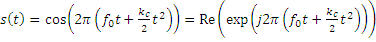 s(t) = cos(2π(f₀t + k_c/2 t²)) = Re(exp(j2π(f₀t + k_c/2 t²)))